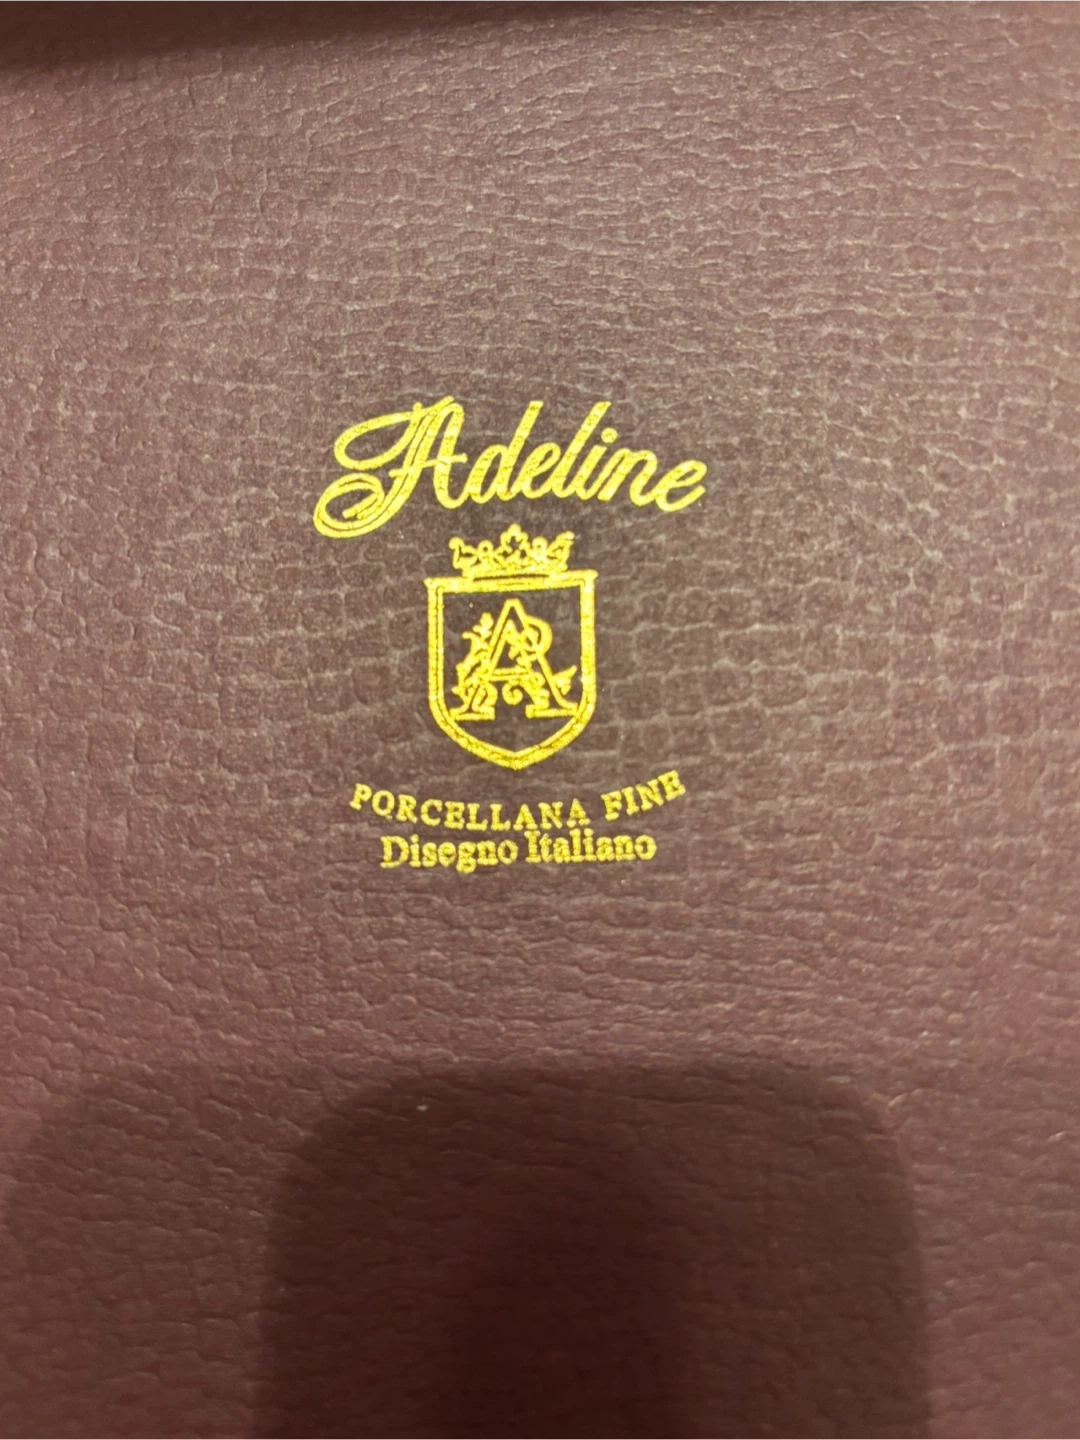 Adeline
A
PORCELLANA FINE
Disegno Italiano